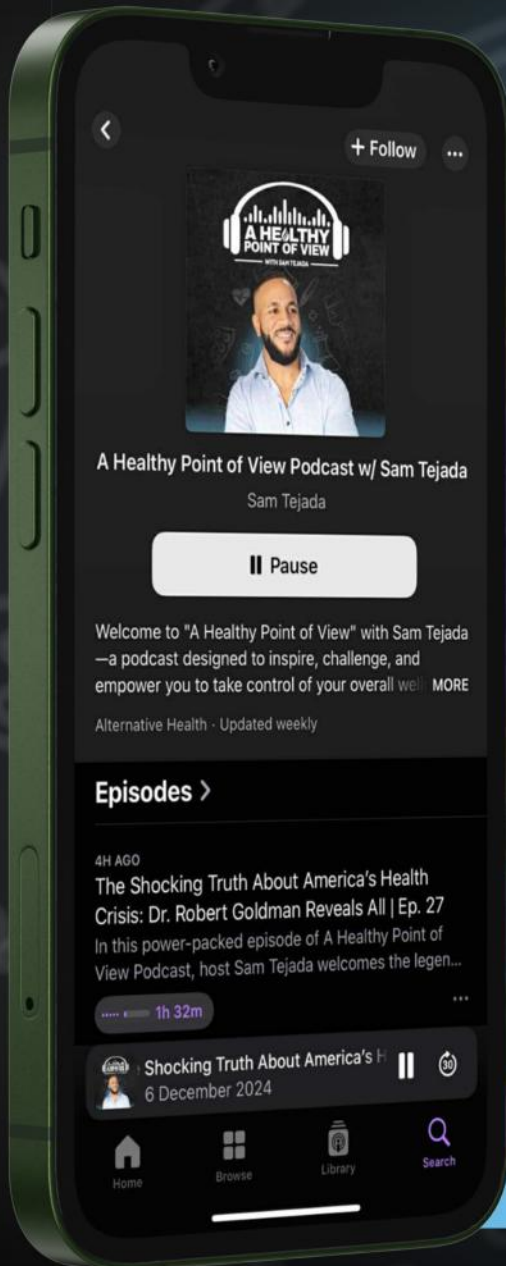 + Follow
A HEALTHY
POINT OF VIEW
WITH SAM TEJADA
A Healthy Point of View Podcast w/ Sam Tejada
Sam Tejada
Pause
Welcome to "A Healthy Point of View" with Sam Tejada
—a podcast designed to inspire, challenge, and
empower you to take control of your overall well MORE
Alternative Health · Updated weekly
Episodes
4H AGO
The Shocking Truth About America's Health
Crisis: Dr. Robert Goldman Reveals All | Ep. 27
In this power-packed episode of A Healthy Point of
View Podcast, host Sam Tejada welcomes the legen...
1h 32m
Shocking Truth About America's H
6 December 2024
30
Home
Browse
Library
Search